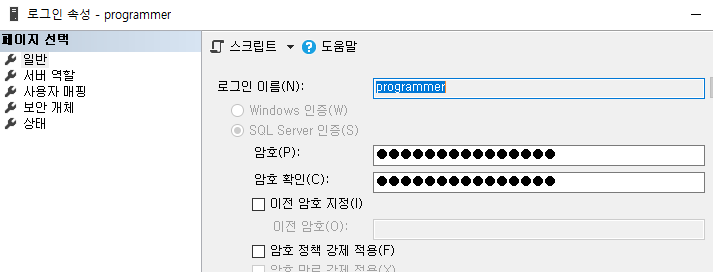 로그인 속성 - programmer
페이지 선택
일반
서버 역할
사용자 매핑
보안 개체
상태
스크립트 도움말
로그인 이름(N): programmer
Windows 인증(W)
SQL Server 인증(S)
암호(P): ●●●●●●●●●●●●●●●
암호 확인(C): ●●●●●●●●●●●●●●●
이전 암호 지정(I)
이전 암호(O):
암호 정책 강제 적용(F)
암호 만료 강제 적용(X)